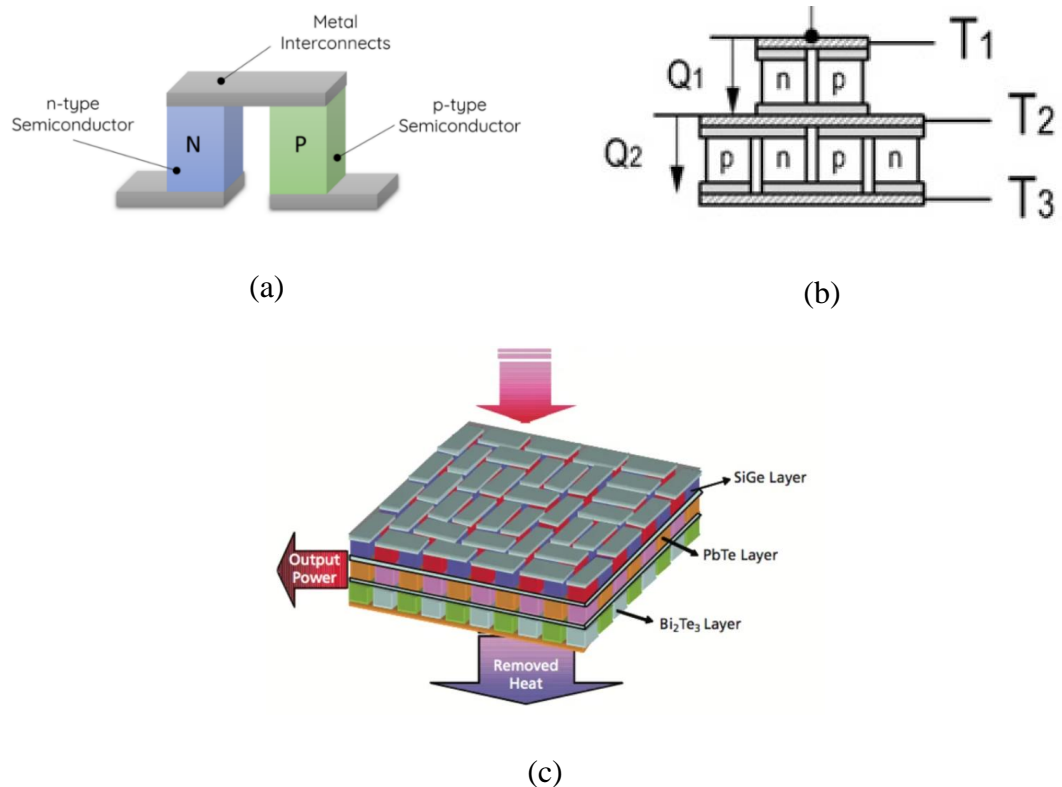 Metal
Interconnects
n-type
Semiconductor
p-type
Semiconductor
N
P
(a)
T1
Q1
n p
T2
Q2
p n p n
T3
(b)
SiGe Layer
PbTe Layer
Output
Power
Bi₂Te₃ Layer
Removed
Heat
(c)